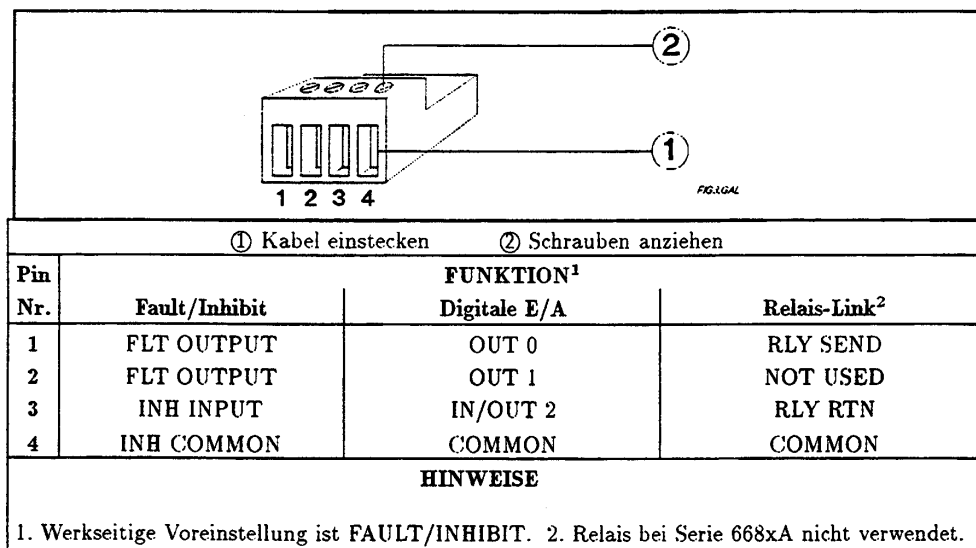 ②
①
1 2 3 4
FIG.1.GAL
① Kabel einstecken ② Schrauben anziehen
Pin Nr. FUNKTION¹
Fault/Inhibit Digitale E/A Relais-Link²
1 FLT OUTPUT OUT 0 RLY SEND
2 FLT OUTPUT OUT 1 NOT USED
3 INH INPUT IN/OUT 2 RLY RTN
4 INH COMMON COMMON COMMON
HINWEISE
1. Werkseitige Voreinstellung ist FAULT/INHIBIT. 2. Relais bei Serie 668xA nicht verwendet.